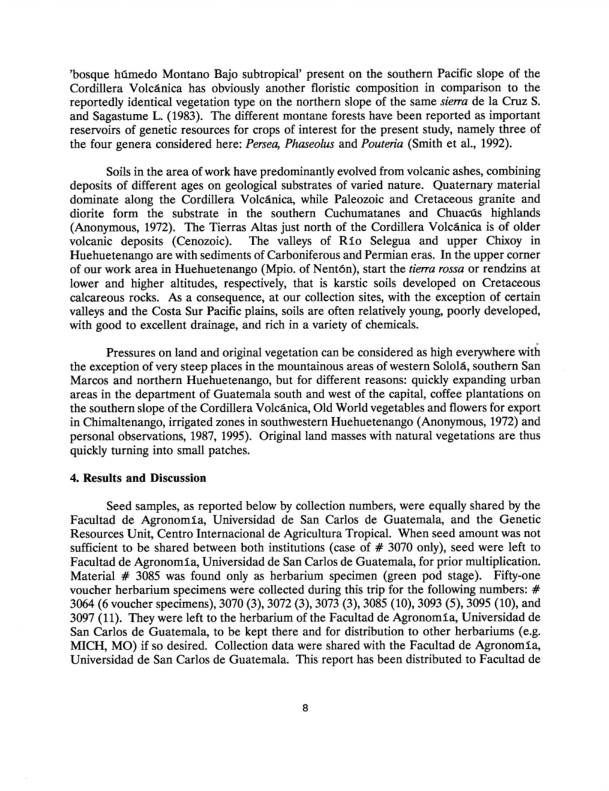 'bosque húmedo Montano Bajo subtropical' present on the southern Pacific slope of the
Cordillera Volcánica has obviously another floristic composition in comparison to the
reportedly identical vegetation type on the northern slope of the same sierra de la Cruz S.
and Sagastume L. (1983). The different montane forests have been reported as important
reservoirs of genetic resources for crops of interest for the present study, namely three of
the four genera considered here: Persea, Phaseolus and Pouteria (Smith et al., 1992).
Soils in the area of work have predominantly evolved from volcanic ashes, combining
deposits of different ages on geological substrates of varied nature. Quaternary material
dominate along the Cordillera Volcánica, while Paleozoic and Cretaceous granite and
diorite form the substrate in the southern Cuchumatanes and Chuacús highlands
(Anonymous, 1972). The Tierras Altas just north of the Cordillera Volcánica is of older
volcanic deposits (Cenozoic). The valleys of Río Selegua and upper Chixoy in
Huehuetenango are with sediments of Carboniferous and Permian eras. In the upper corner
of our work area in Huehuetenango (Mpio. of Nentón), start the tierra rossa or rendzins at
lower and higher altitudes, respectively, that is karstic soils developed on Cretaceous
calcareous rocks. As a consequence, at our collection sites, with the exception of certain
valleys and the Costa Sur Pacific plains, soils are often relatively young, poorly developed,
with good to excellent drainage, and rich in a variety of chemicals.
Pressures on land and original vegetation can be considered as high everywhere with
the exception of very steep places in the mountainous areas of western Sololá, southern San
Marcos and northern Huehuetenango, but for different reasons: quickly expanding urban
areas in the department of Guatemala south and west of the capital, coffee plantations on
the southern slope of the Cordillera Volcánica, Old World vegetables and flowers for export
in Chimaltenango, irrigated zones in southwestern Huehuetenango (Anonymous, 1972) and
personal observations, 1987, 1995). Original land masses with natural vegetations are thus
quickly turning into small patches.
4. Results and Discussion
Seed samples, as reported below by collection numbers, were equally shared by the
Facultad de Agronomía, Universidad de San Carlos de Guatemala, and the Genetic
Resources Unit, Centro Internacional de Agricultura Tropical. When seed amount was not
sufficient to be shared between both institutions (case of # 3070 only), seed were left to
Facultad de Agronomía, Universidad de San Carlos de Guatemala, for prior multiplication.
Material # 3085 was found only as herbarium specimen (green pod stage). Fifty-one
voucher herbarium specimens were collected during this trip for the following numbers: #
3064 (6 voucher specimens), 3070 (3), 3072 (3), 3073 (3), 3085 (10), 3093 (5), 3095 (10), and
3097 (11). They were left to the herbarium of the Facultad de Agronomía, Universidad de
San Carlos de Guatemala, to be kept there and for distribution to other herbariums (e.g.
MICH, MO) if so desired. Collection data were shared with the Facultad de Agronomía,
Universidad de San Carlos de Guatemala. This report has been distributed to Facultad de
8